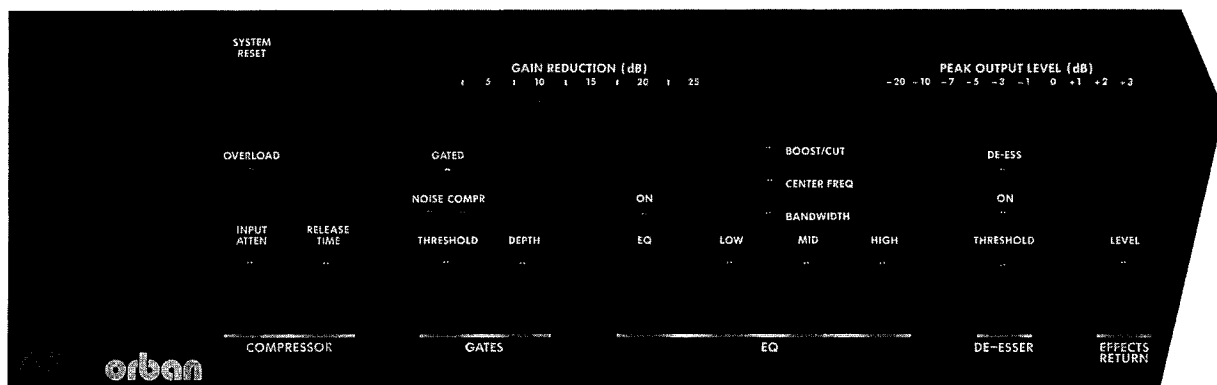 SYSTEM
RESET
GAIN REDUCTION (dB)
PEAK OUTPUT LEVEL (dB)
5 10 15 20 25
-20 -10 -7 -5 -3 -1 0 +1 +2 +3
OVERLOAD
GATED
BOOST/CUT
DE-ESS
CENTER FREQ
NOISE COMPR
ON
ON
BANDWIDTH
INPUT
ATTEN
RELEASE
TIME
THRESHOLD
DEPTH
EQ
LOW
MID
HIGH
THRESHOLD
LEVEL
COMPRESSOR
GATES
EQ
DE-ESSER
EFFECTS
RETURN
orban